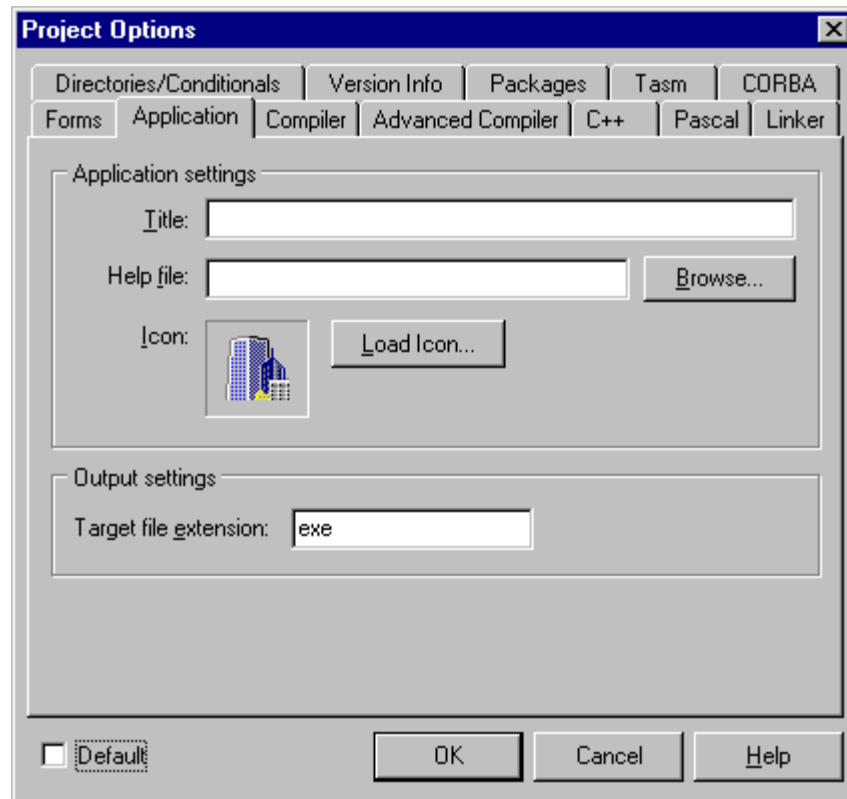 Project Options
Directories/Conditionals Version Info Packages Tasm CORBA
Forms Application Compiler Advanced Compiler C++ Pascal Linker
Application settings
Title:
Help file: Browse...
Icon: Load Icon...
Output settings
Target file extension: exe
Default OK Cancel Help